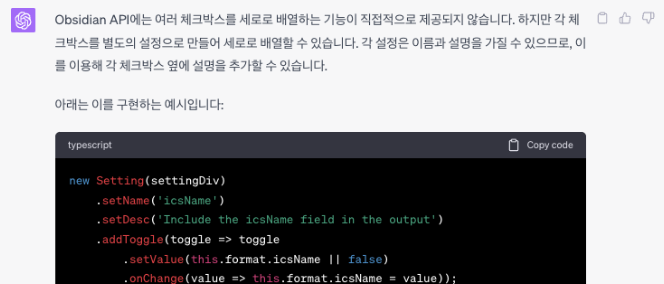 Obsidian API에는 여러 체크박스를 세로로 배열하는 기능이 직접적으로 제공되지 않습니다. 하지만 각 체
크박스를 별도의 설정으로 만들어 세로로 배열할 수 있습니다. 각 설정은 이름과 설명을 가질 수 있으므로, 이
를 이용해 각 체크박스 옆에 설명을 추가할 수 있습니다.
아래는 이를 구현하는 예시입니다:
typescript Copy code
new Setting(settingDiv)
    .setName('icsName')
    .setDesc('Include the icsName field in the output')
    .addToggle(toggle => toggle
        .setValue(this.format.icsName || false)
        .onChange(value => this.format.icsName = value));